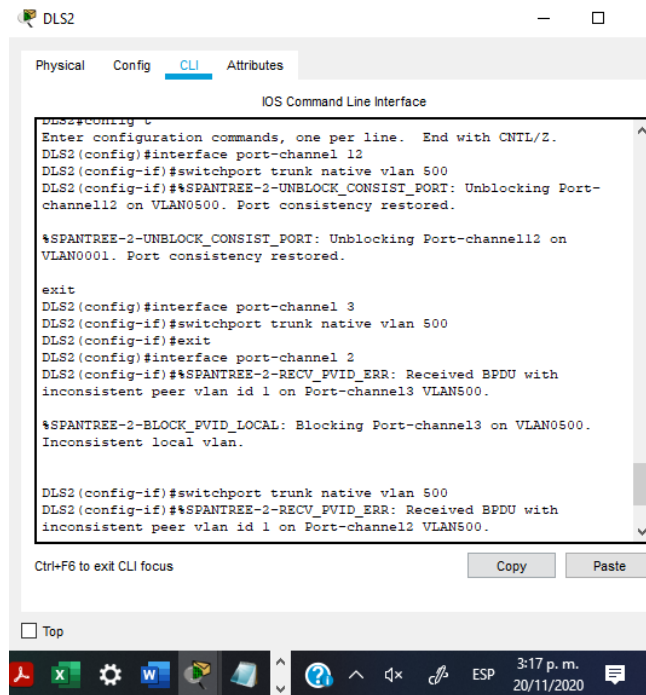 DLS2
Physical Config CLI Attributes
IOS Command Line Interface
DLS2#config t
Enter configuration commands, one per line. End with CNTL/Z.
DLS2(config)#interface port-channel 12
DLS2(config-if)#switchport trunk native vlan 500
DLS2(config-if)#%SPANTREE-2-UNBLOCK_CONSIST_PORT: Unblocking Port-
channel12 on VLAN0500. Port consistency restored.
%SPANTREE-2-UNBLOCK_CONSIST_PORT: Unblocking Port-channel12 on
VLAN0001. Port consistency restored.
exit
DLS2(config)#interface port-channel 3
DLS2(config-if)#switchport trunk native vlan 500
DLS2(config-if)#exit
DLS2(config)#interface port-channel 2
DLS2(config-if)#%SPANTREE-2-RECV_PVID_ERR: Received BPDU with
inconsistent peer vlan id 1 on Port-channel3 VLAN500.
%SPANTREE-2-BLOCK_PVID_LOCAL: Blocking Port-channel3 on VLAN0500.
Inconsistent local vlan.
DLS2(config-if)#switchport trunk native vlan 500
DLS2(config-if)#%SPANTREE-2-RECV_PVID_ERR: Received BPDU with
inconsistent peer vlan id 1 on Port-channel2 VLAN500.
Ctrl+F6 to exit CLI focus
Copy Paste
Top
ESP
3:17 p. m.
20/11/2020